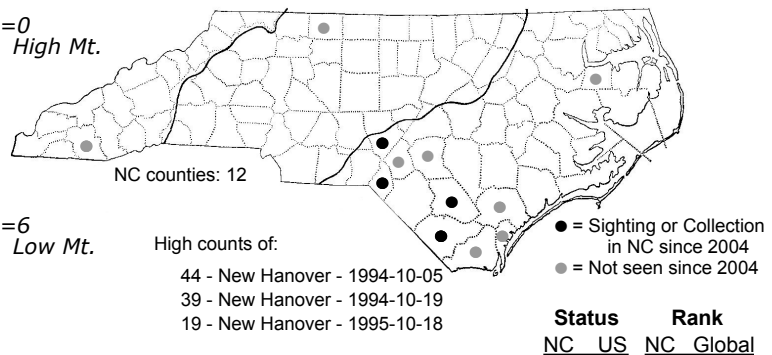 =0
High Mt.
NC counties: 12
=6
Low Mt.
High counts of:
44 - New Hanover - 1994-10-05
39 - New Hanover - 1994-10-19
19 - New Hanover - 1995-10-18
= Sighting or Collection
in NC since 2004
= Not seen since 2004
Status Rank
NC US NC Global